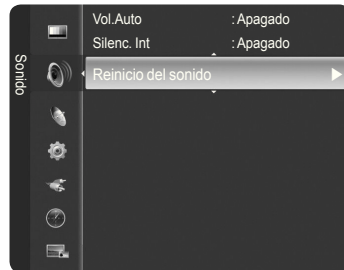 Sonido
Vol.Auto : Apagado
Silenc. Int : Apagado
Reinicio del sonido